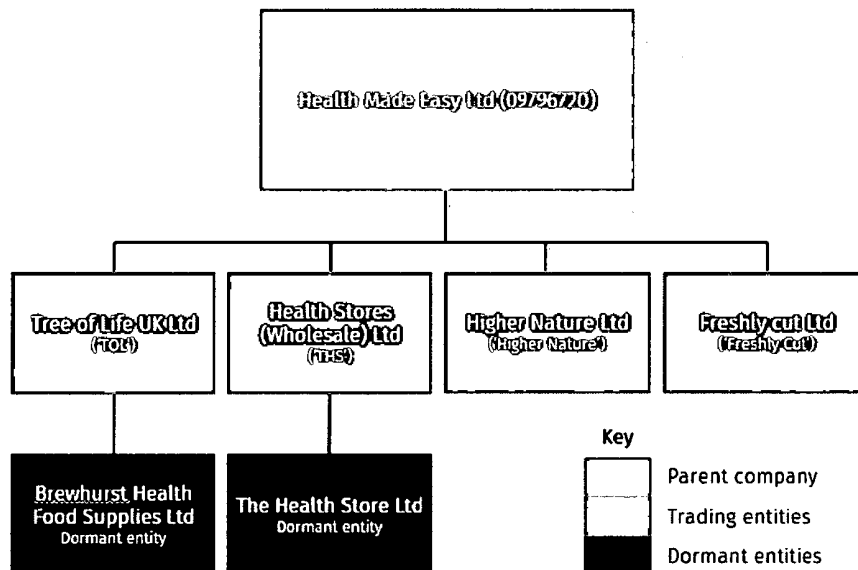 Health Made Easy Ltd (09796720)
Tree of Life UK Ltd
('TOL')
Health Stores
(Wholesale) Ltd
('THS')
Higher Nature Ltd
('Higher Nature')
Freshly cut Ltd
('Freshly Cut')
Brewhurst Health
Food Supplies Ltd
Dormant entity
The Health Store Ltd
Dormant entity
Key
Parent company
Trading entities
Dormant entities